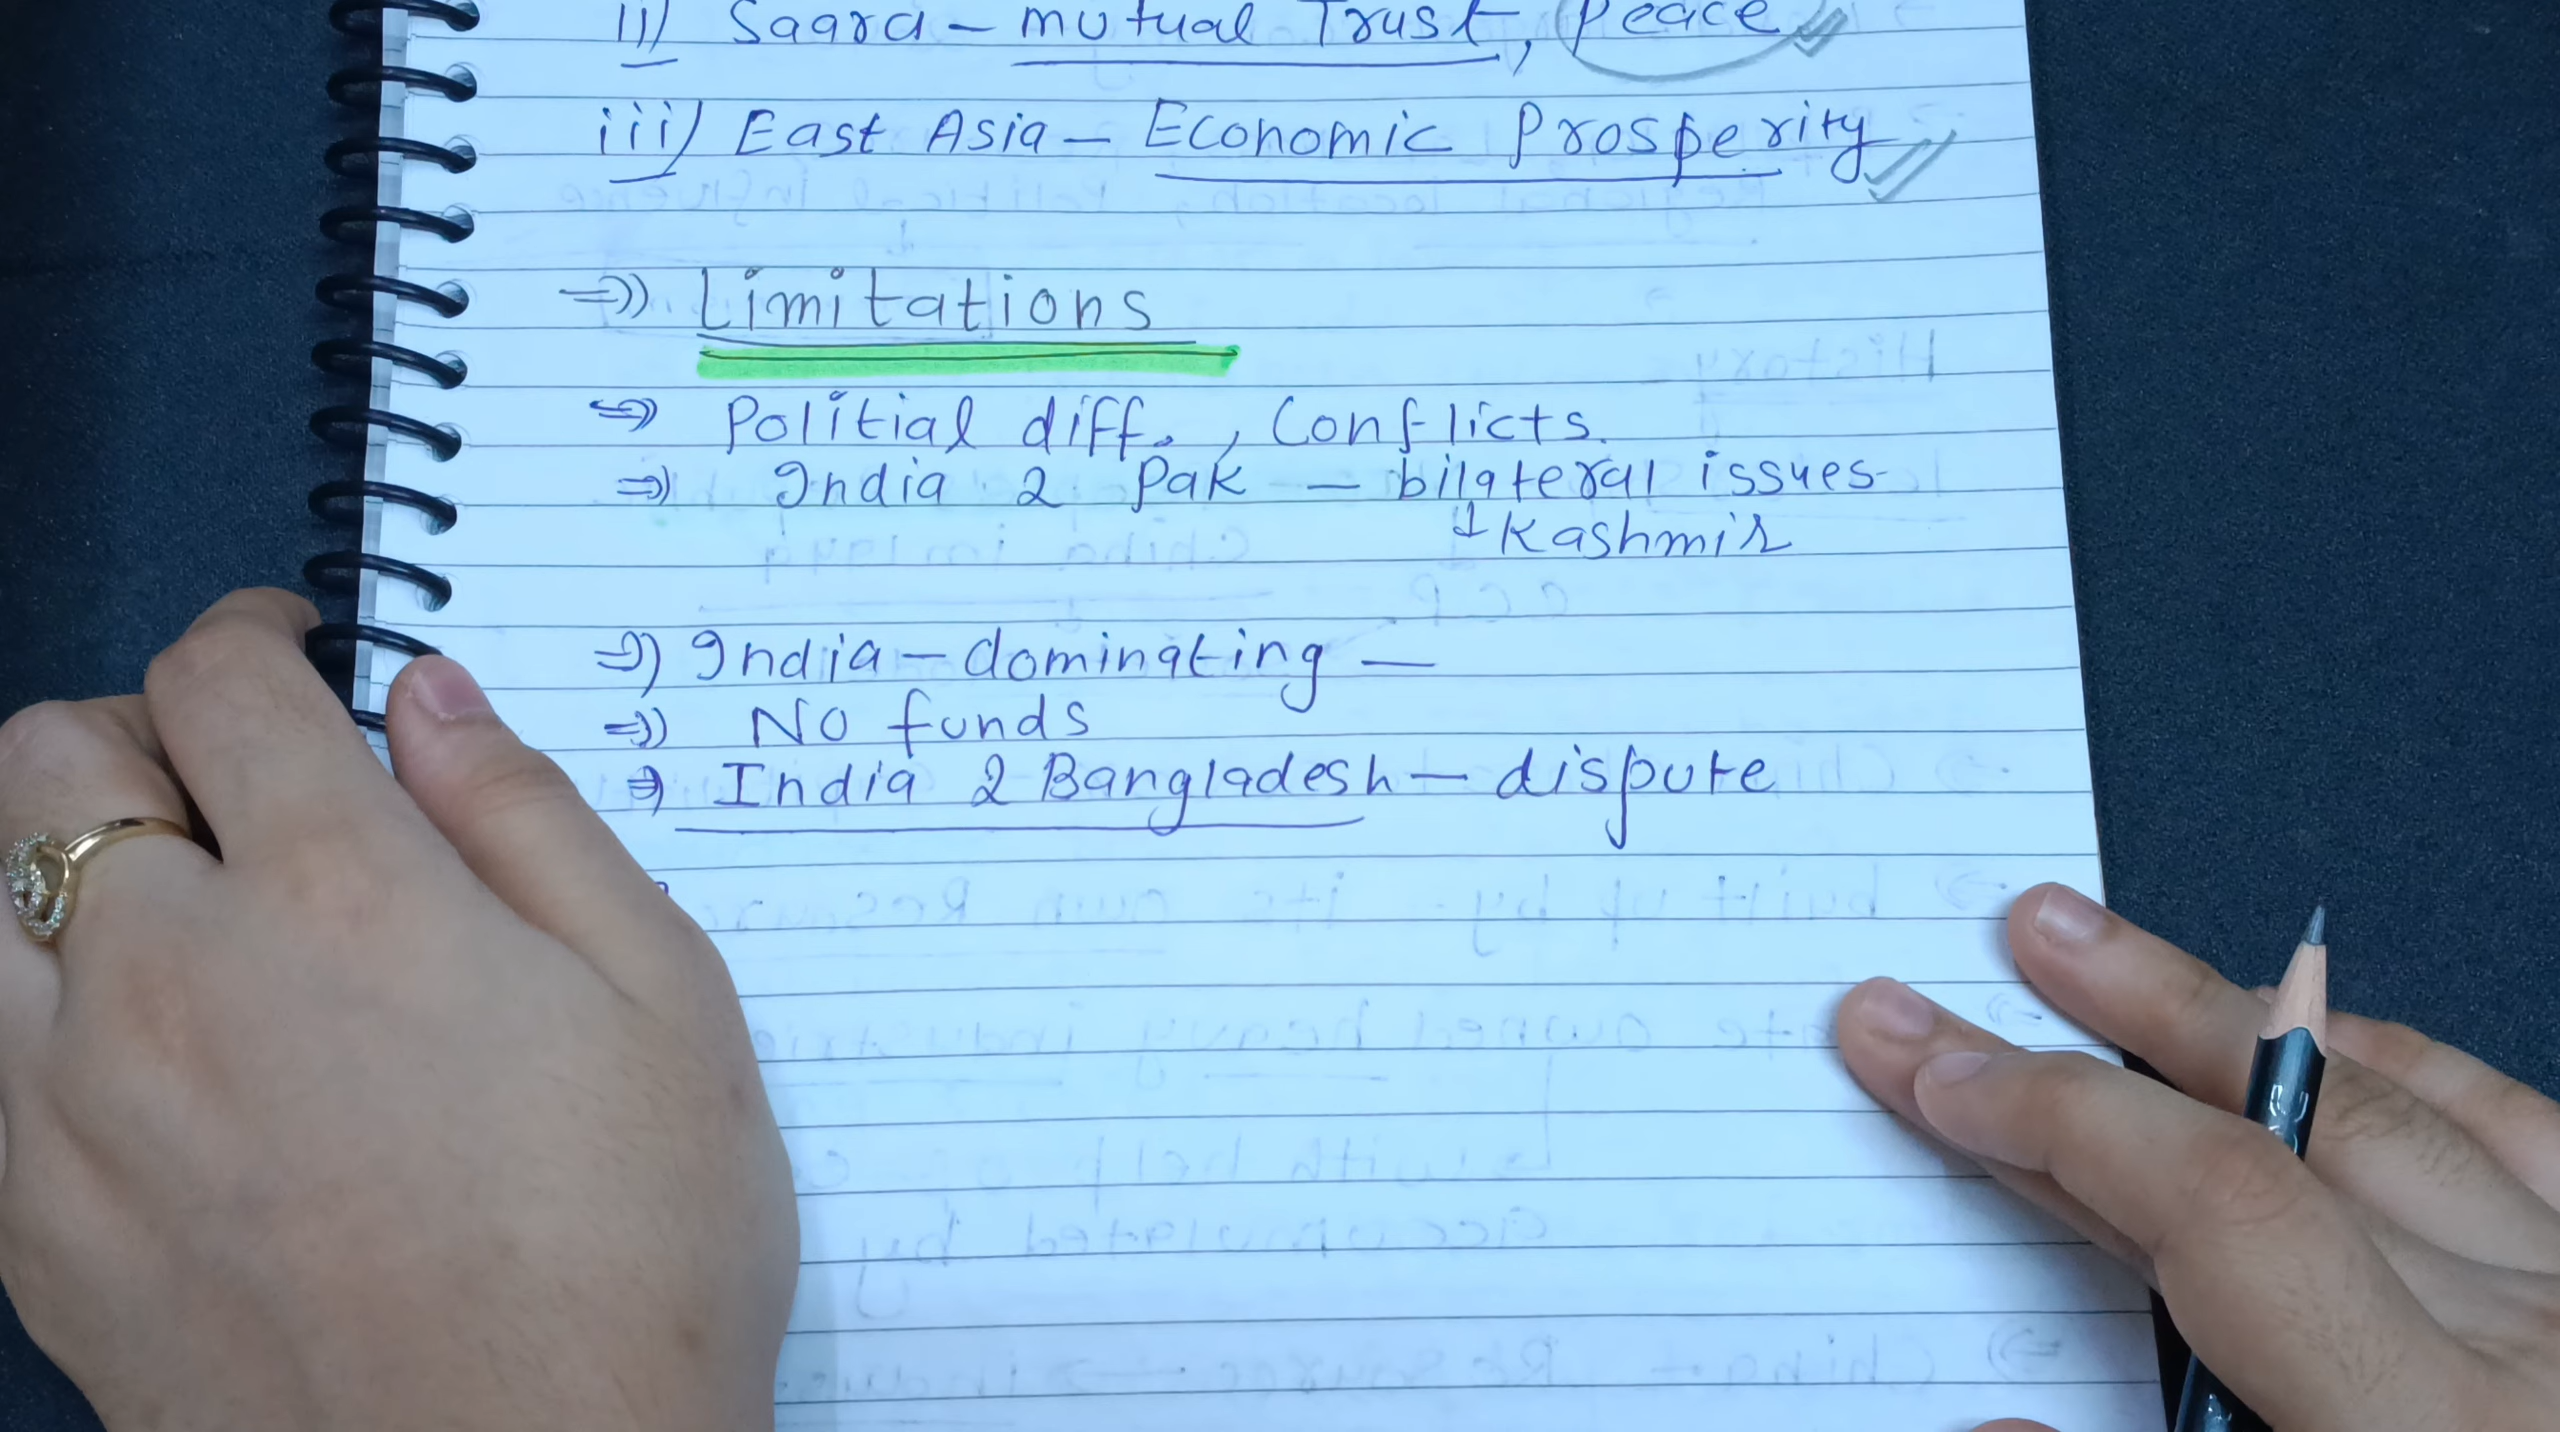 ii) Saard - mutual Trust, Peace
iii) East Asia - Economic Prosperity
=> Limitations
=> Politial diff., Conflicts.
=> India & Pak - bilateral issues-
↓ Kashmir
=> India - dominating -
=> No funds
=> India & Bangladesh - dispute